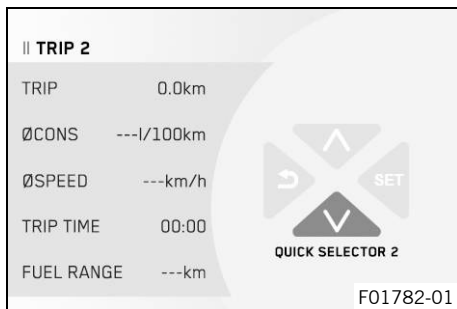 || TRIP 2
TRIP 0.0km
ØCONS ---l/100km
ØSPEED ---km/h
TRIP TIME 00:00
FUEL RANGE ---km
SET
QUICK SELECTOR 2
F01782-01